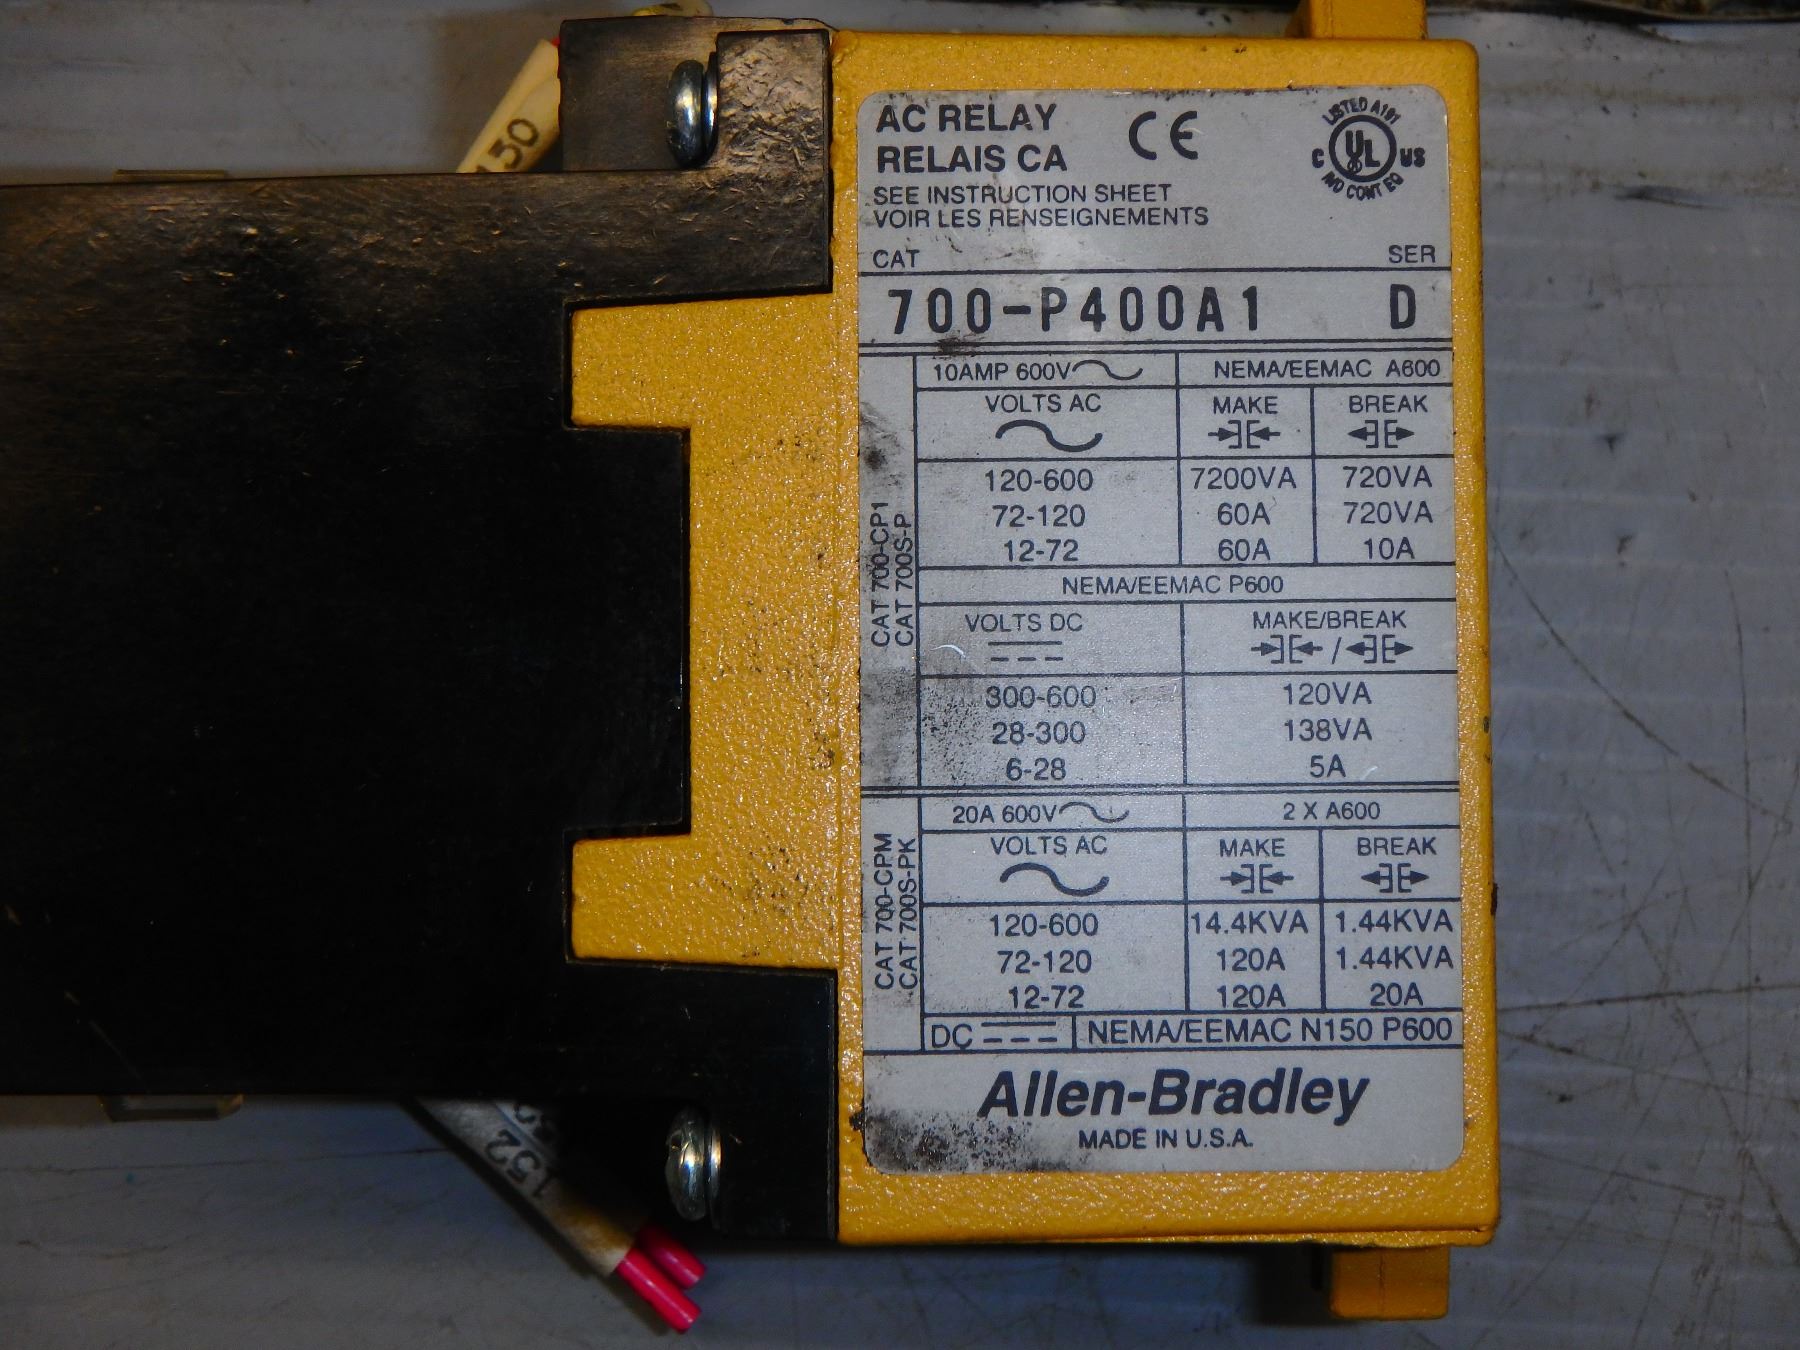 AC RELAY
RELAIS CA
CE
LISTED A191
C UL US
IND CONT EQ
SEE INSTRUCTION SHEET
VOIR LES RENSEIGNEMENTS
CAT SER
700-P400A1 D
CAT 700-CP1
CAT 700S-P
10AMP 600V NEMA/EEMAC A600
VOLTS AC MAKE BREAK
120-600 7200VA 720VA
72-120 60A 720VA
12-72 60A 10A
NEMA/EEMAC P600
VOLTS DC MAKE/BREAK
/
300-600 120VA
28-300 138VA
6-28 5A
CAT 700-CPM
CAT 700S-PK
20A 600V 2 X A600
VOLTS AC MAKE BREAK
120-600 14.4KVA 1.44KVA
72-120 120A 1.44KVA
12-72 120A 20A
DC NEMA/EEMAC N150 P600
Allen-Bradley
MADE IN U.S.A.
152